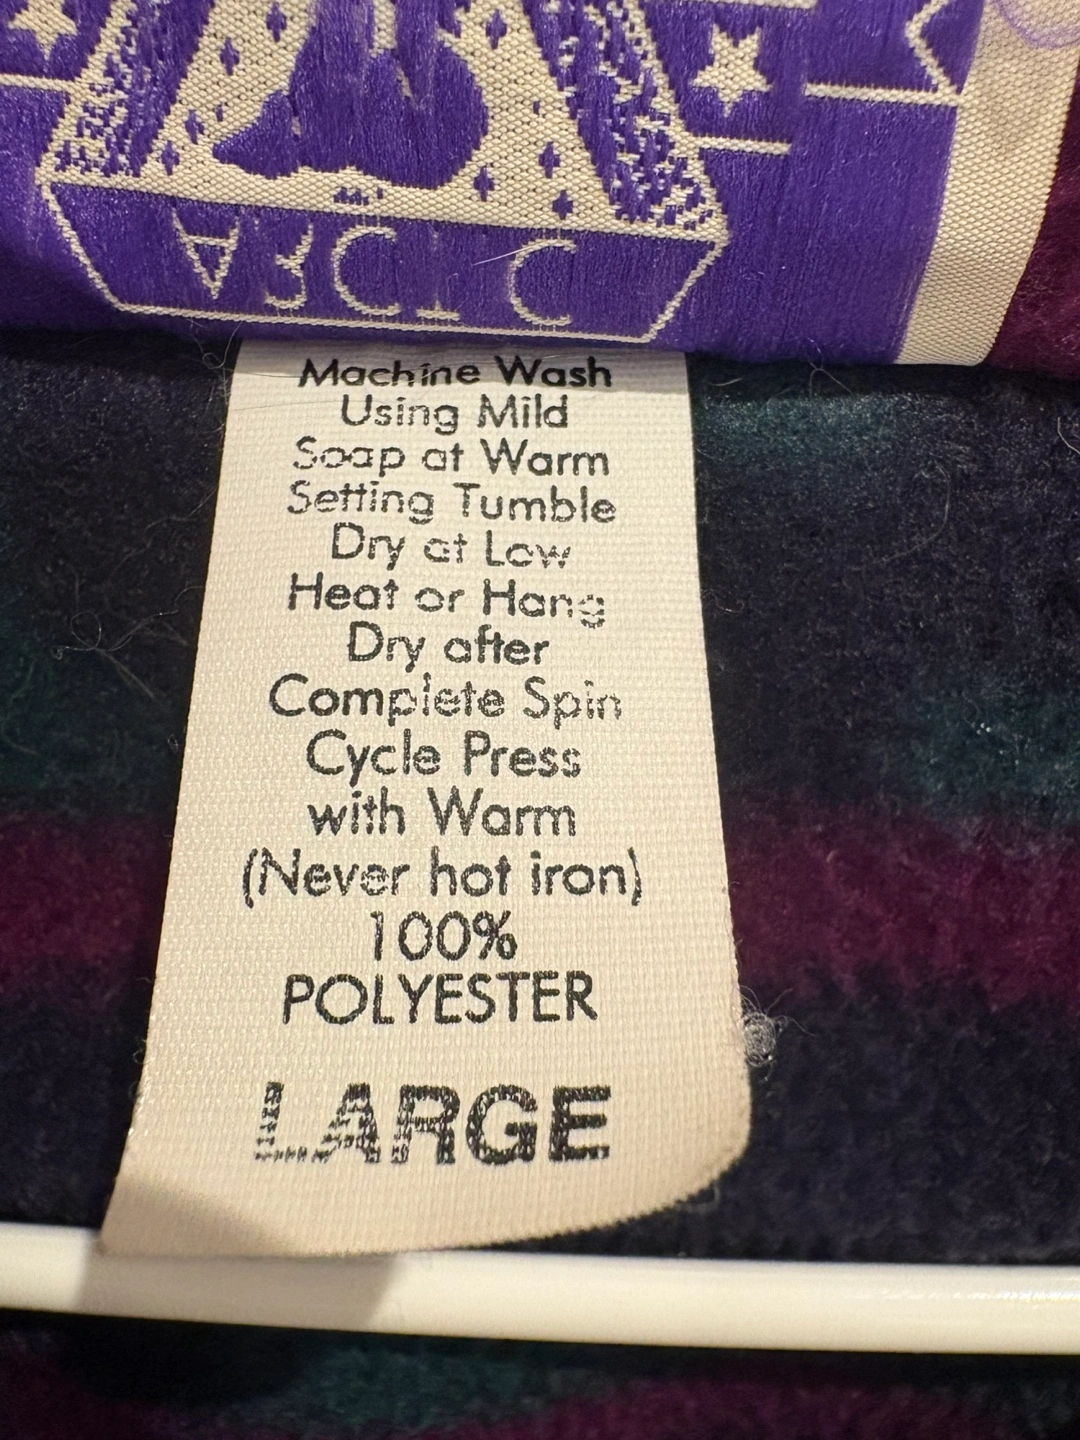 ARCTIC
Machine Wash
Using Mild
Soap at Warm
Setting Tumble
Dry at Low
Heat or Hang
Dry after
Complete Spin
Cycle Press
with Warm
(Never hot iron)
100%
POLYESTER
LARGE